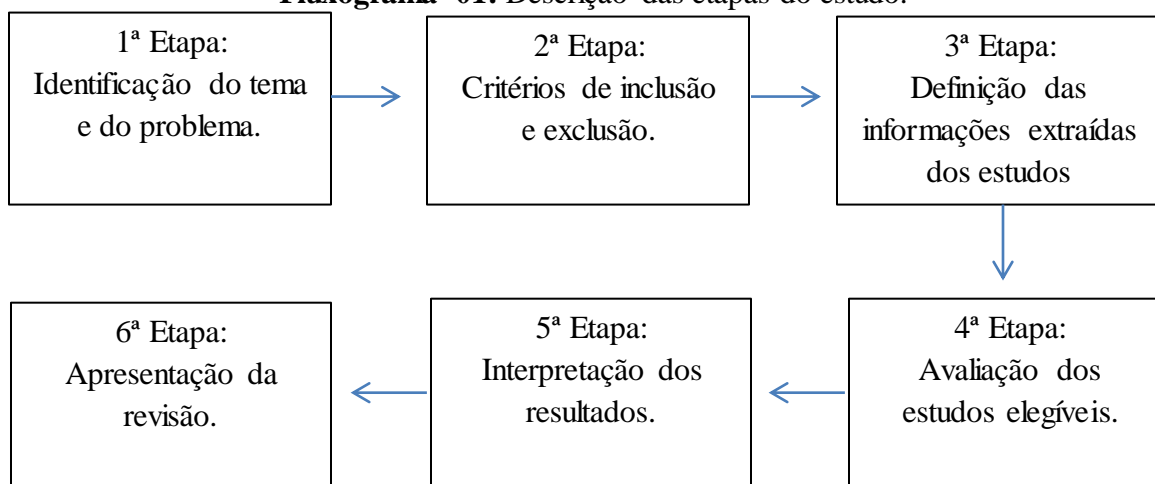 Fluxograma 01: Descrição das etapas do estudo.
1ª Etapa:
Identificação do tema
e do problema.
2ª Etapa:
Critérios de inclusão
e exclusão.
3ª Etapa:
Definição das
informações extraídas
dos estudos
4ª Etapa:
Avaliação dos
estudos elegíveis.
5ª Etapa:
Interpretação dos
resultados.
6ª Etapa:
Apresentação da
revisão.